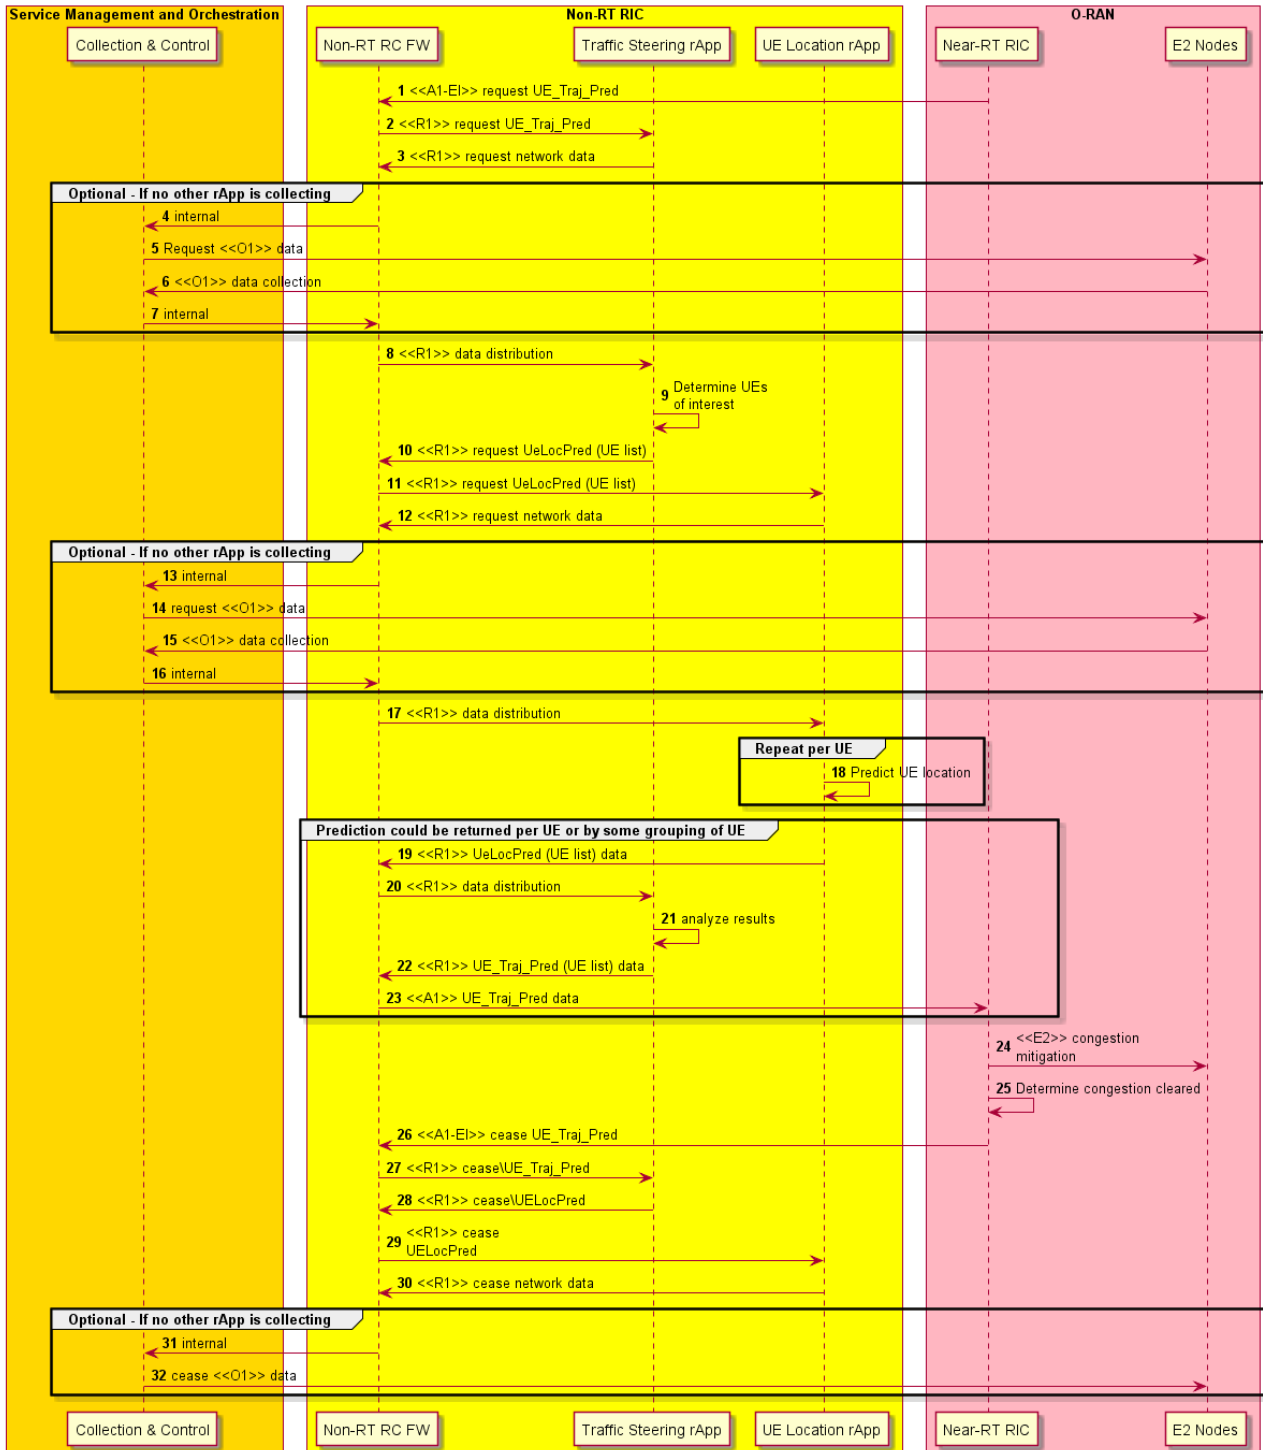 Service Management and Orchestration
Non-RT RIC
O-RAN
Collection & Control
Non-RT RC FW
Traffic Steering rApp
UE Location rApp
Near-RT RIC
E2 Nodes
1 <<A1-EI>> request UE_Traj_Pred
2 <<R1>> request UE_Traj_Pred
3 <<R1>> request network data
Optional - If no other rApp is collecting
4 internal
5 Request <<O1>> data
6 <<O1>> data collection
7 internal
8 <<R1>> data distribution
9 Determine UEs
of interest
10 <<R1>> request UeLocPred (UE list)
11 <<R1>> request UeLocPred (UE list)
12 <<R1>> request network data
Optional - If no other rApp is collecting
13 internal
14 request <<O1>> data
15 <<O1>> data collection
16 internal
17 <<R1>> data distribution
Repeat per UE
18 Predict UE location
Prediction could be returned per UE or by some grouping of UE
19 <<R1>> UeLocPred (UE list) data
20 <<R1>> data distribution
21 analyze results
22 <<R1>> UE_Traj_Pred (UE list) data
23 <<A1>> UE_Traj_Pred data
24 <<E2>> congestion
mitigation
25 Determine congestion cleared
26 <<A1-EI>> cease UE_Traj_Pred
27 <<R1>> cease\UE_Traj_Pred
28 <<R1>> cease\UELocPred
29 <<R1>> cease
UELocPred
30 <<R1>> cease network data
Optional - If no other rApp is collecting
31 internal
32 cease <<O1>> data
Collection & Control
Non-RT RC FW
Traffic Steering rApp
UE Location rApp
Near-RT RIC
E2 Nodes